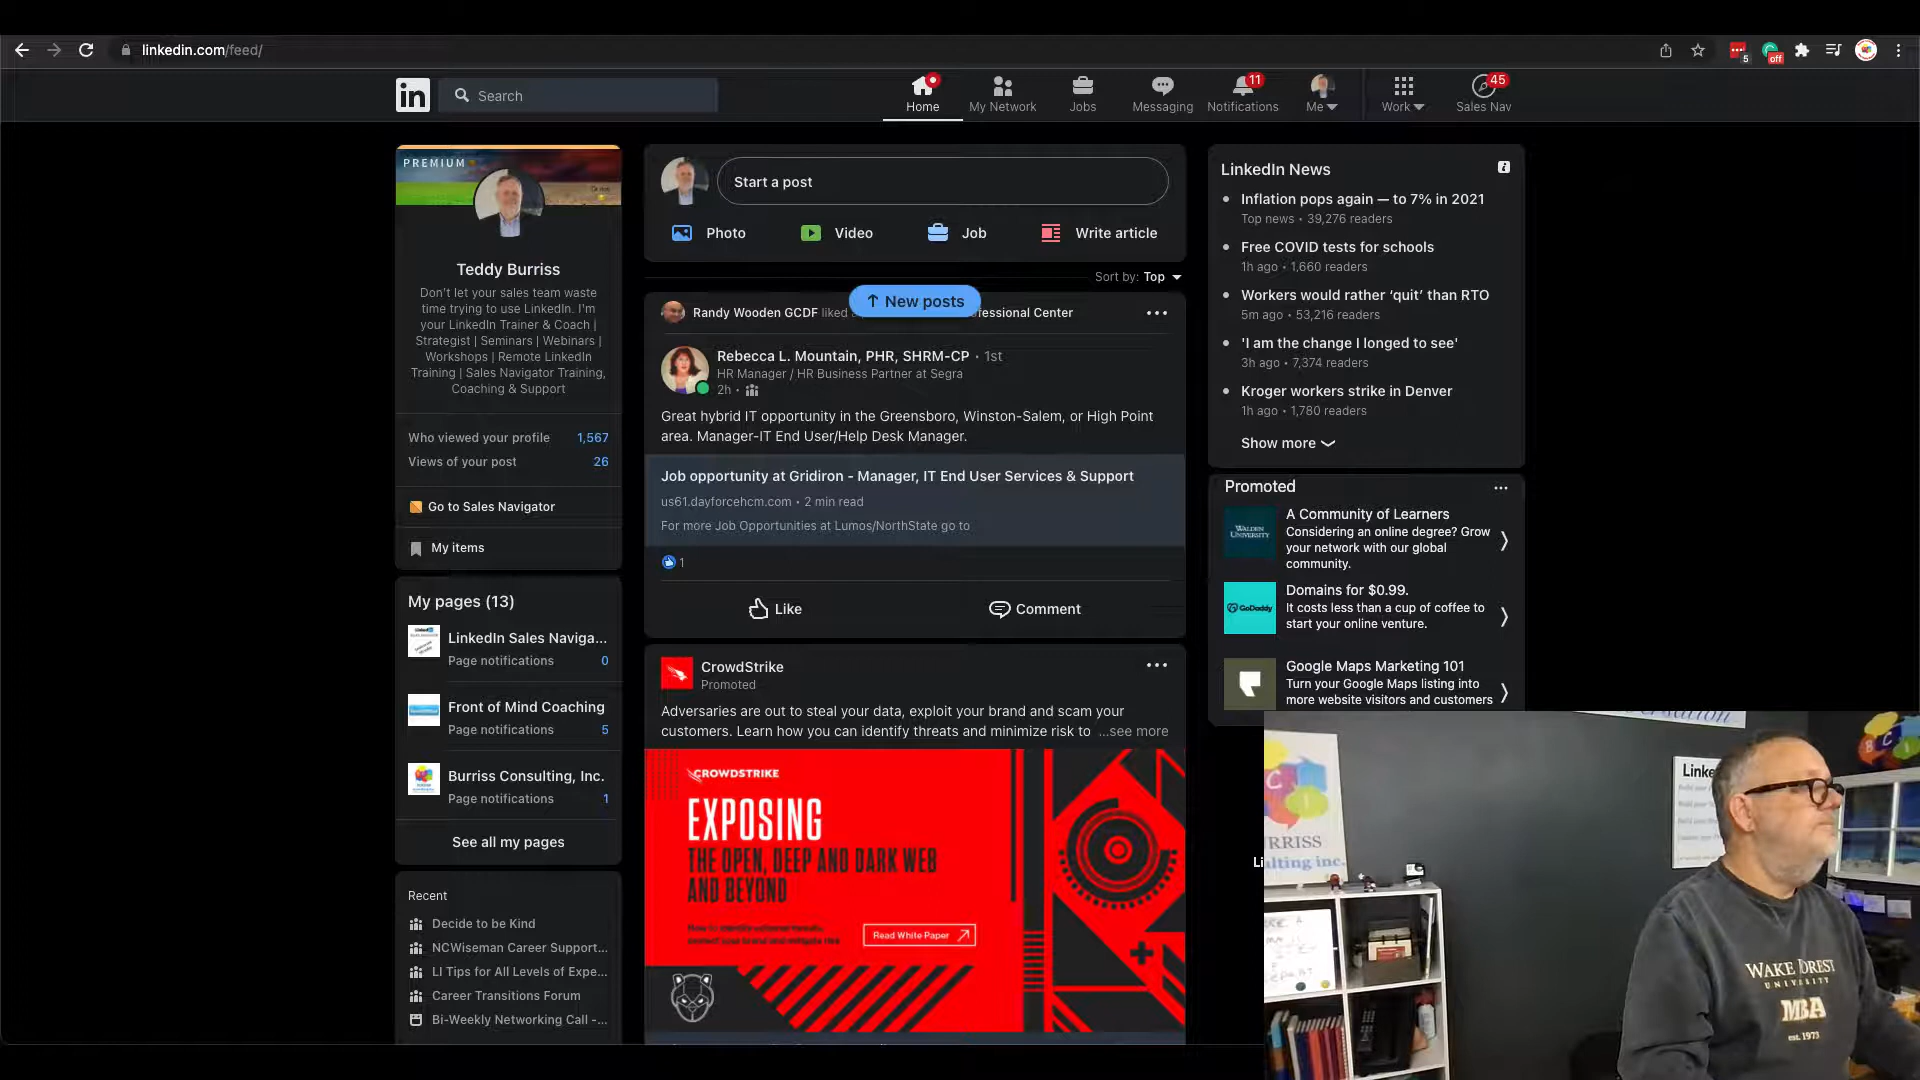 linkedin.com/feed/
5
off
in
Search
Home
My Network
Jobs
Messaging
11
Notifications
Me
Work
45
Sales Nav
PREMIUM
Teddy Burriss
Don't let your sales team waste
time trying to use LinkedIn. I'm
your LinkedIn Trainer & Coach |
Strategist | Seminars | Webinars |
Workshops | Remote LinkedIn
Training | Sales Navigator Training,
Coaching & Support
Who viewed your profile 1,567
Views of your post 26
Go to Sales Navigator
My items
My pages (13)
LinkedIn Sales Naviga...
Page notifications 0
Front of Mind Coaching
Page notifications 5
Burriss Consulting, Inc.
Page notifications 1
See all my pages
Recent
Decide to be Kind
NCWiseman Career Support...
LI Tips for All Levels of Expe...
Career Transitions Forum
Bi-Weekly Networking Call -...
Start a post
Photo
Video
Job
Write article
Sort by: Top
↑ New posts
Randy Wooden GCDF liked fessional Center
Rebecca L. Mountain, PHR, SHRM-CP • 1st
HR Manager / HR Business Partner at Segra
2h •
Great hybrid IT opportunity in the Greensboro, Winston-Salem, or High Point
area. Manager-IT End User/Help Desk Manager.
Job opportunity at Gridiron - Manager, IT End User Services & Support
us61.dayforcehcm.com • 2 min read
For more Job Opportunities at Lumos/NorthState go to
1
Like
Comment
CrowdStrike
Promoted
Adversaries are out to steal your data, exploit your brand and scam your
customers. Learn how you can identify threats and minimize risk to ...see more
CROWDSTRIKE
EXPOSING
THE OPEN, DEEP AND DARK WEB
AND BEYOND
Read White Paper
LinkedIn News
Inflation pops again — to 7% in 2021
Top news • 39,276 readers
Free COVID tests for schools
1h ago • 1,660 readers
Workers would rather ‘quit’ than RTO
5m ago • 53,216 readers
'I am the change I longed to see'
3h ago • 7,374 readers
Kroger workers strike in Denver
1h ago • 1,780 readers
Show more
Promoted
WALDEN
UNIVERSITY
A Community of Learners
Considering an online degree? Grow
your network with our global
community.
GoDaddy
Domains for $0.99.
It costs less than a cup of coffee to
start your online venture.
Google Maps Marketing 101
Turn your Google Maps listing into
more website visitors and customers
Li
BCI
Linke
RRISS
lting inc.
WAKE FOREST
UNIVERSITY
MBA
est. 1973